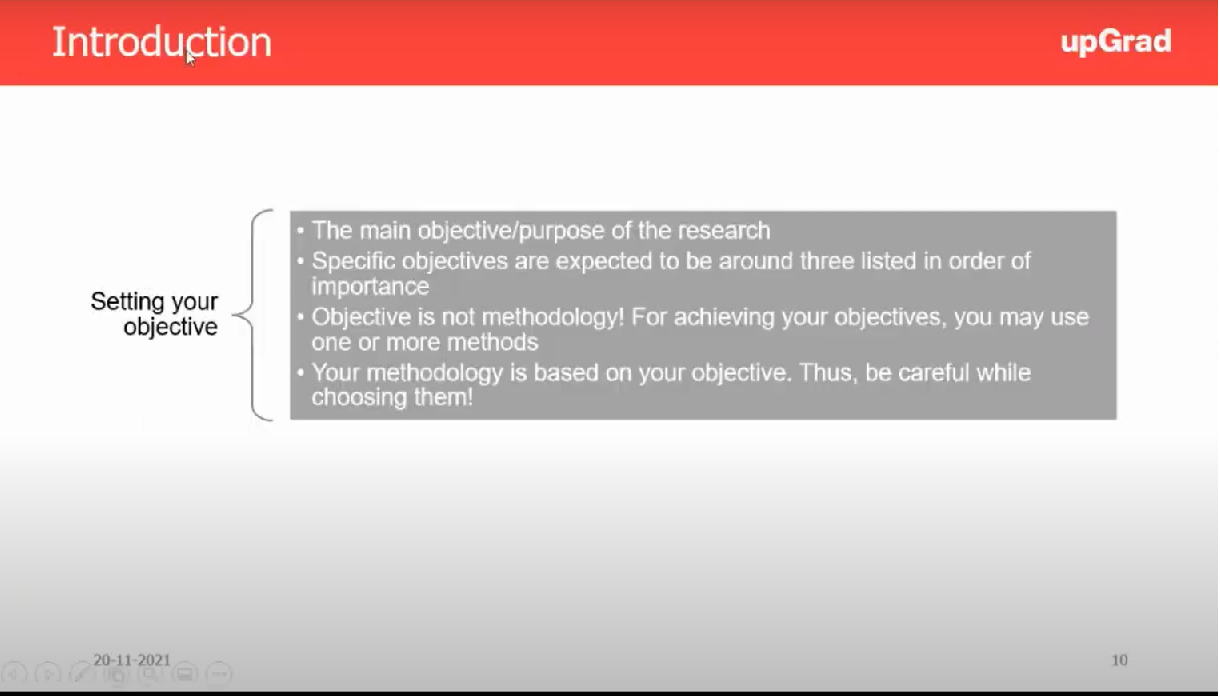 Introduction
upGrad
Setting your
objective
• The main objective/purpose of the research
• Specific objectives are expected to be around three listed in order of
importance
• Objective is not methodology! For achieving your objectives, you may use
one or more methods
• Your methodology is based on your objective. Thus, be careful while
choosing them!
20-11-2021
10